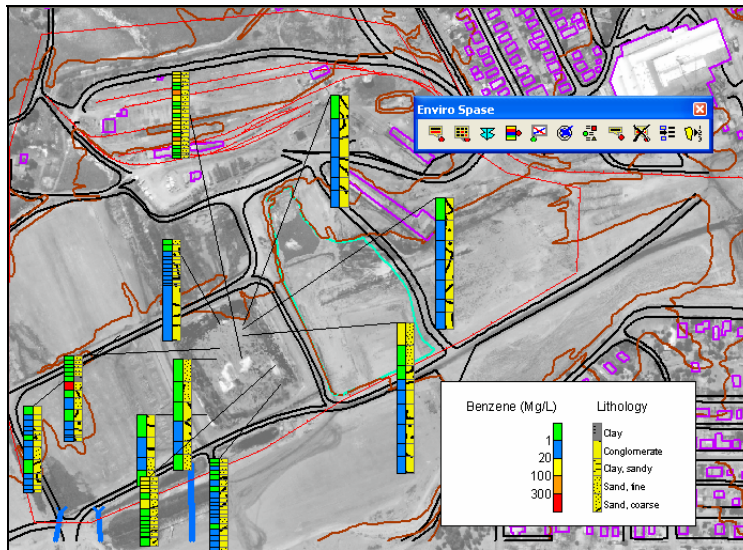 Enviro Spase
Benzene (Mg/L)
Lithology
1
20
100
300
Clay
Conglomerate
Clay, sandy
Sand, fine
Sand, coarse